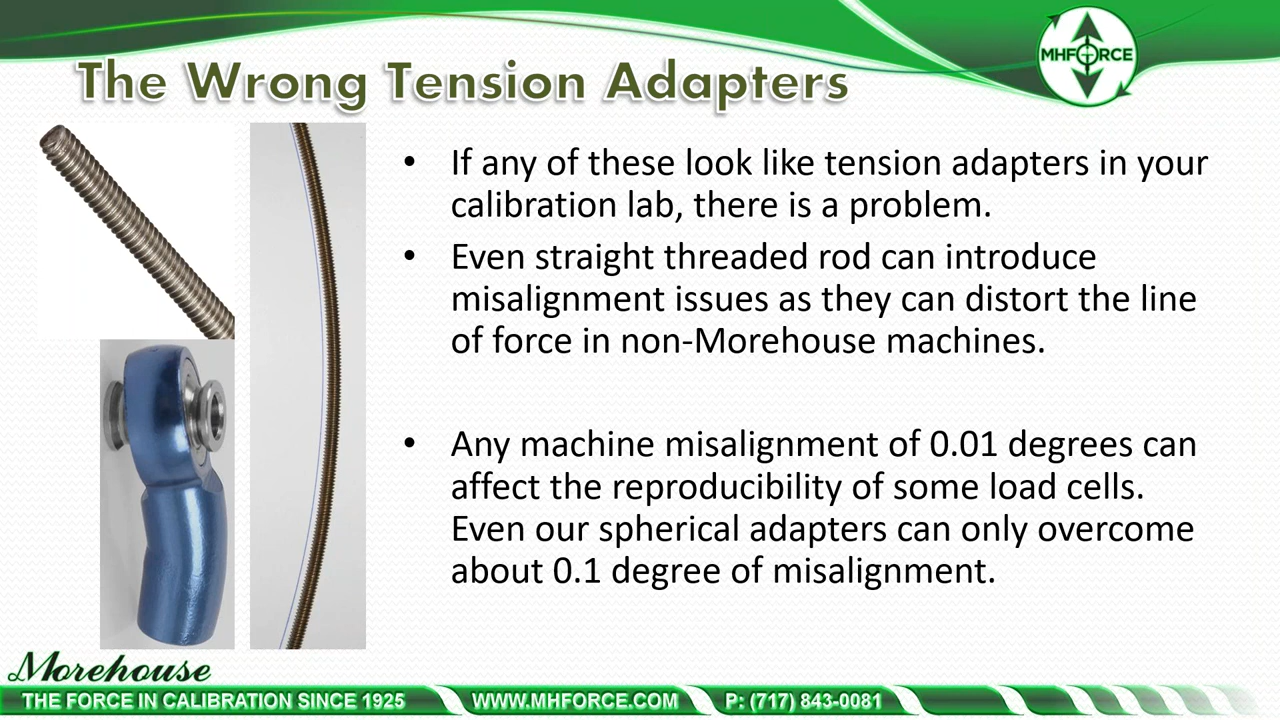 MHFORCE
The Wrong Tension Adapters
• If any of these look like tension adapters in your
calibration lab, there is a problem.
• Even straight threaded rod can introduce
misalignment issues as they can distort the line
of force in non-Morehouse machines.
• Any machine misalignment of 0.01 degrees can
affect the reproducibility of some load cells.
Even our spherical adapters can only overcome
about 0.1 degree of misalignment.
Morehouse
THE FORCE IN CALIBRATION SINCE 1925 WWW.MHFORCE.COM P: (717) 843-0081